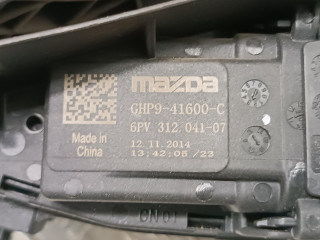 mazda
GHP9-41600-C
6PV 312.041-07
Made in
China
12.11.2014
13:42:05/23